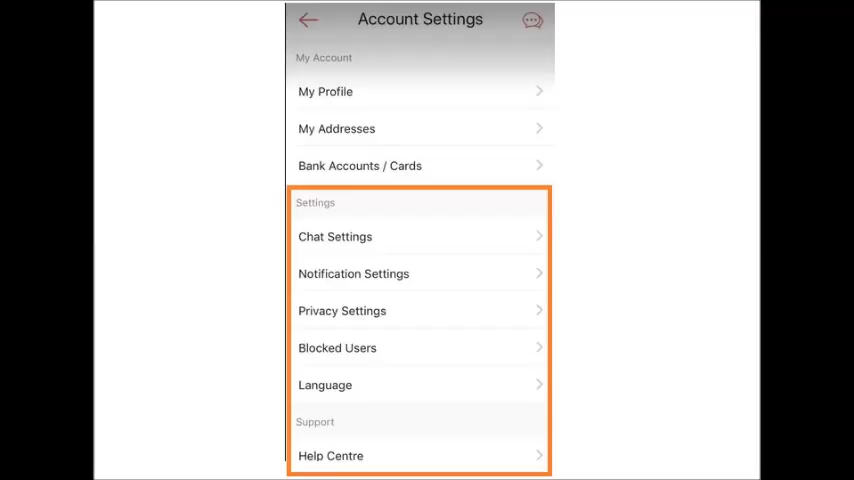 Account Settings
My Account
My Profile
My Addresses
Bank Accounts / Cards
Settings
Chat Settings
Notification Settings
Privacy Settings
Blocked Users
Language
Support
Help Centre